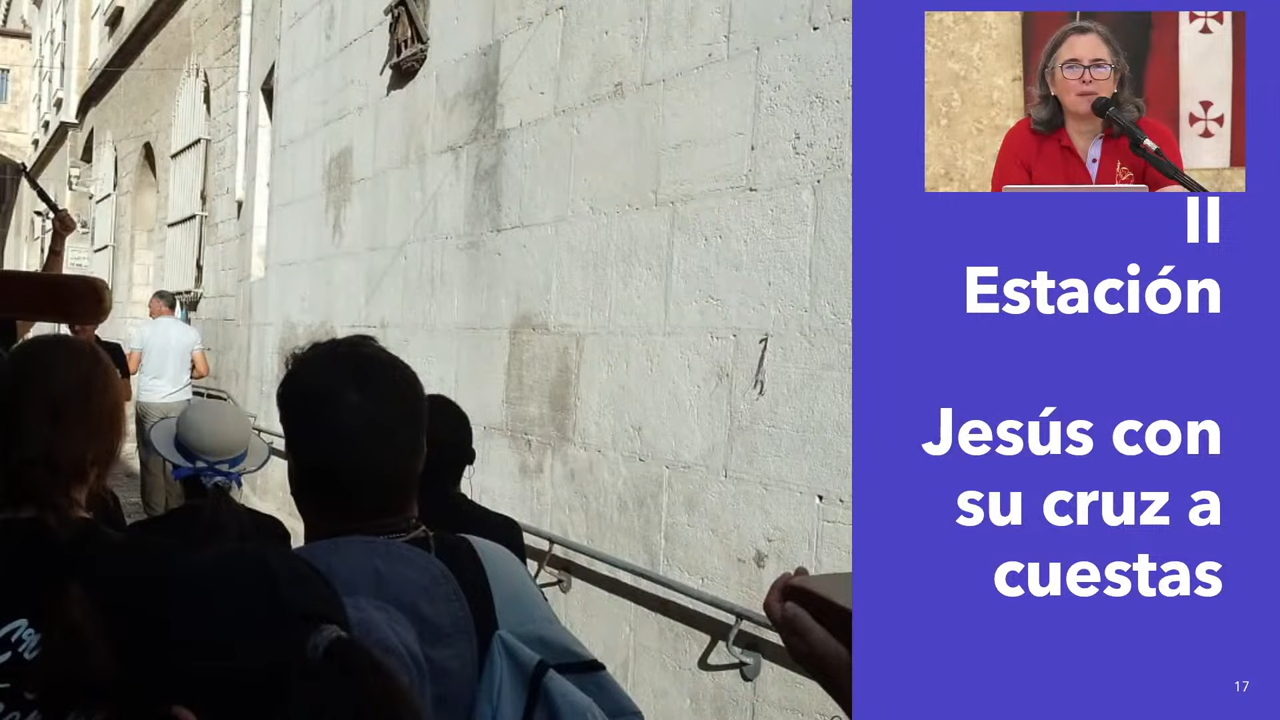 II
Estación
Jesús con
su cruz a
cuestas
17